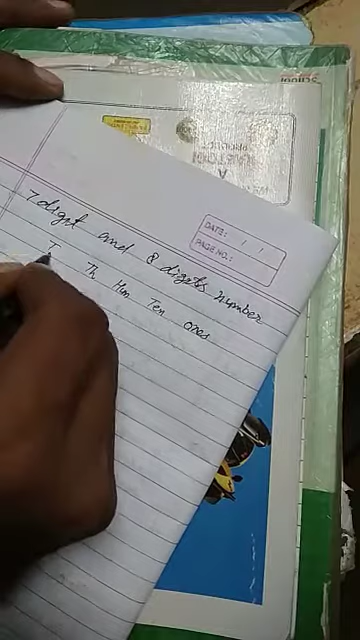 DATE: / /
PAGE NO.:
7 digit and 8 digits Number
T Th Hun Ten ones